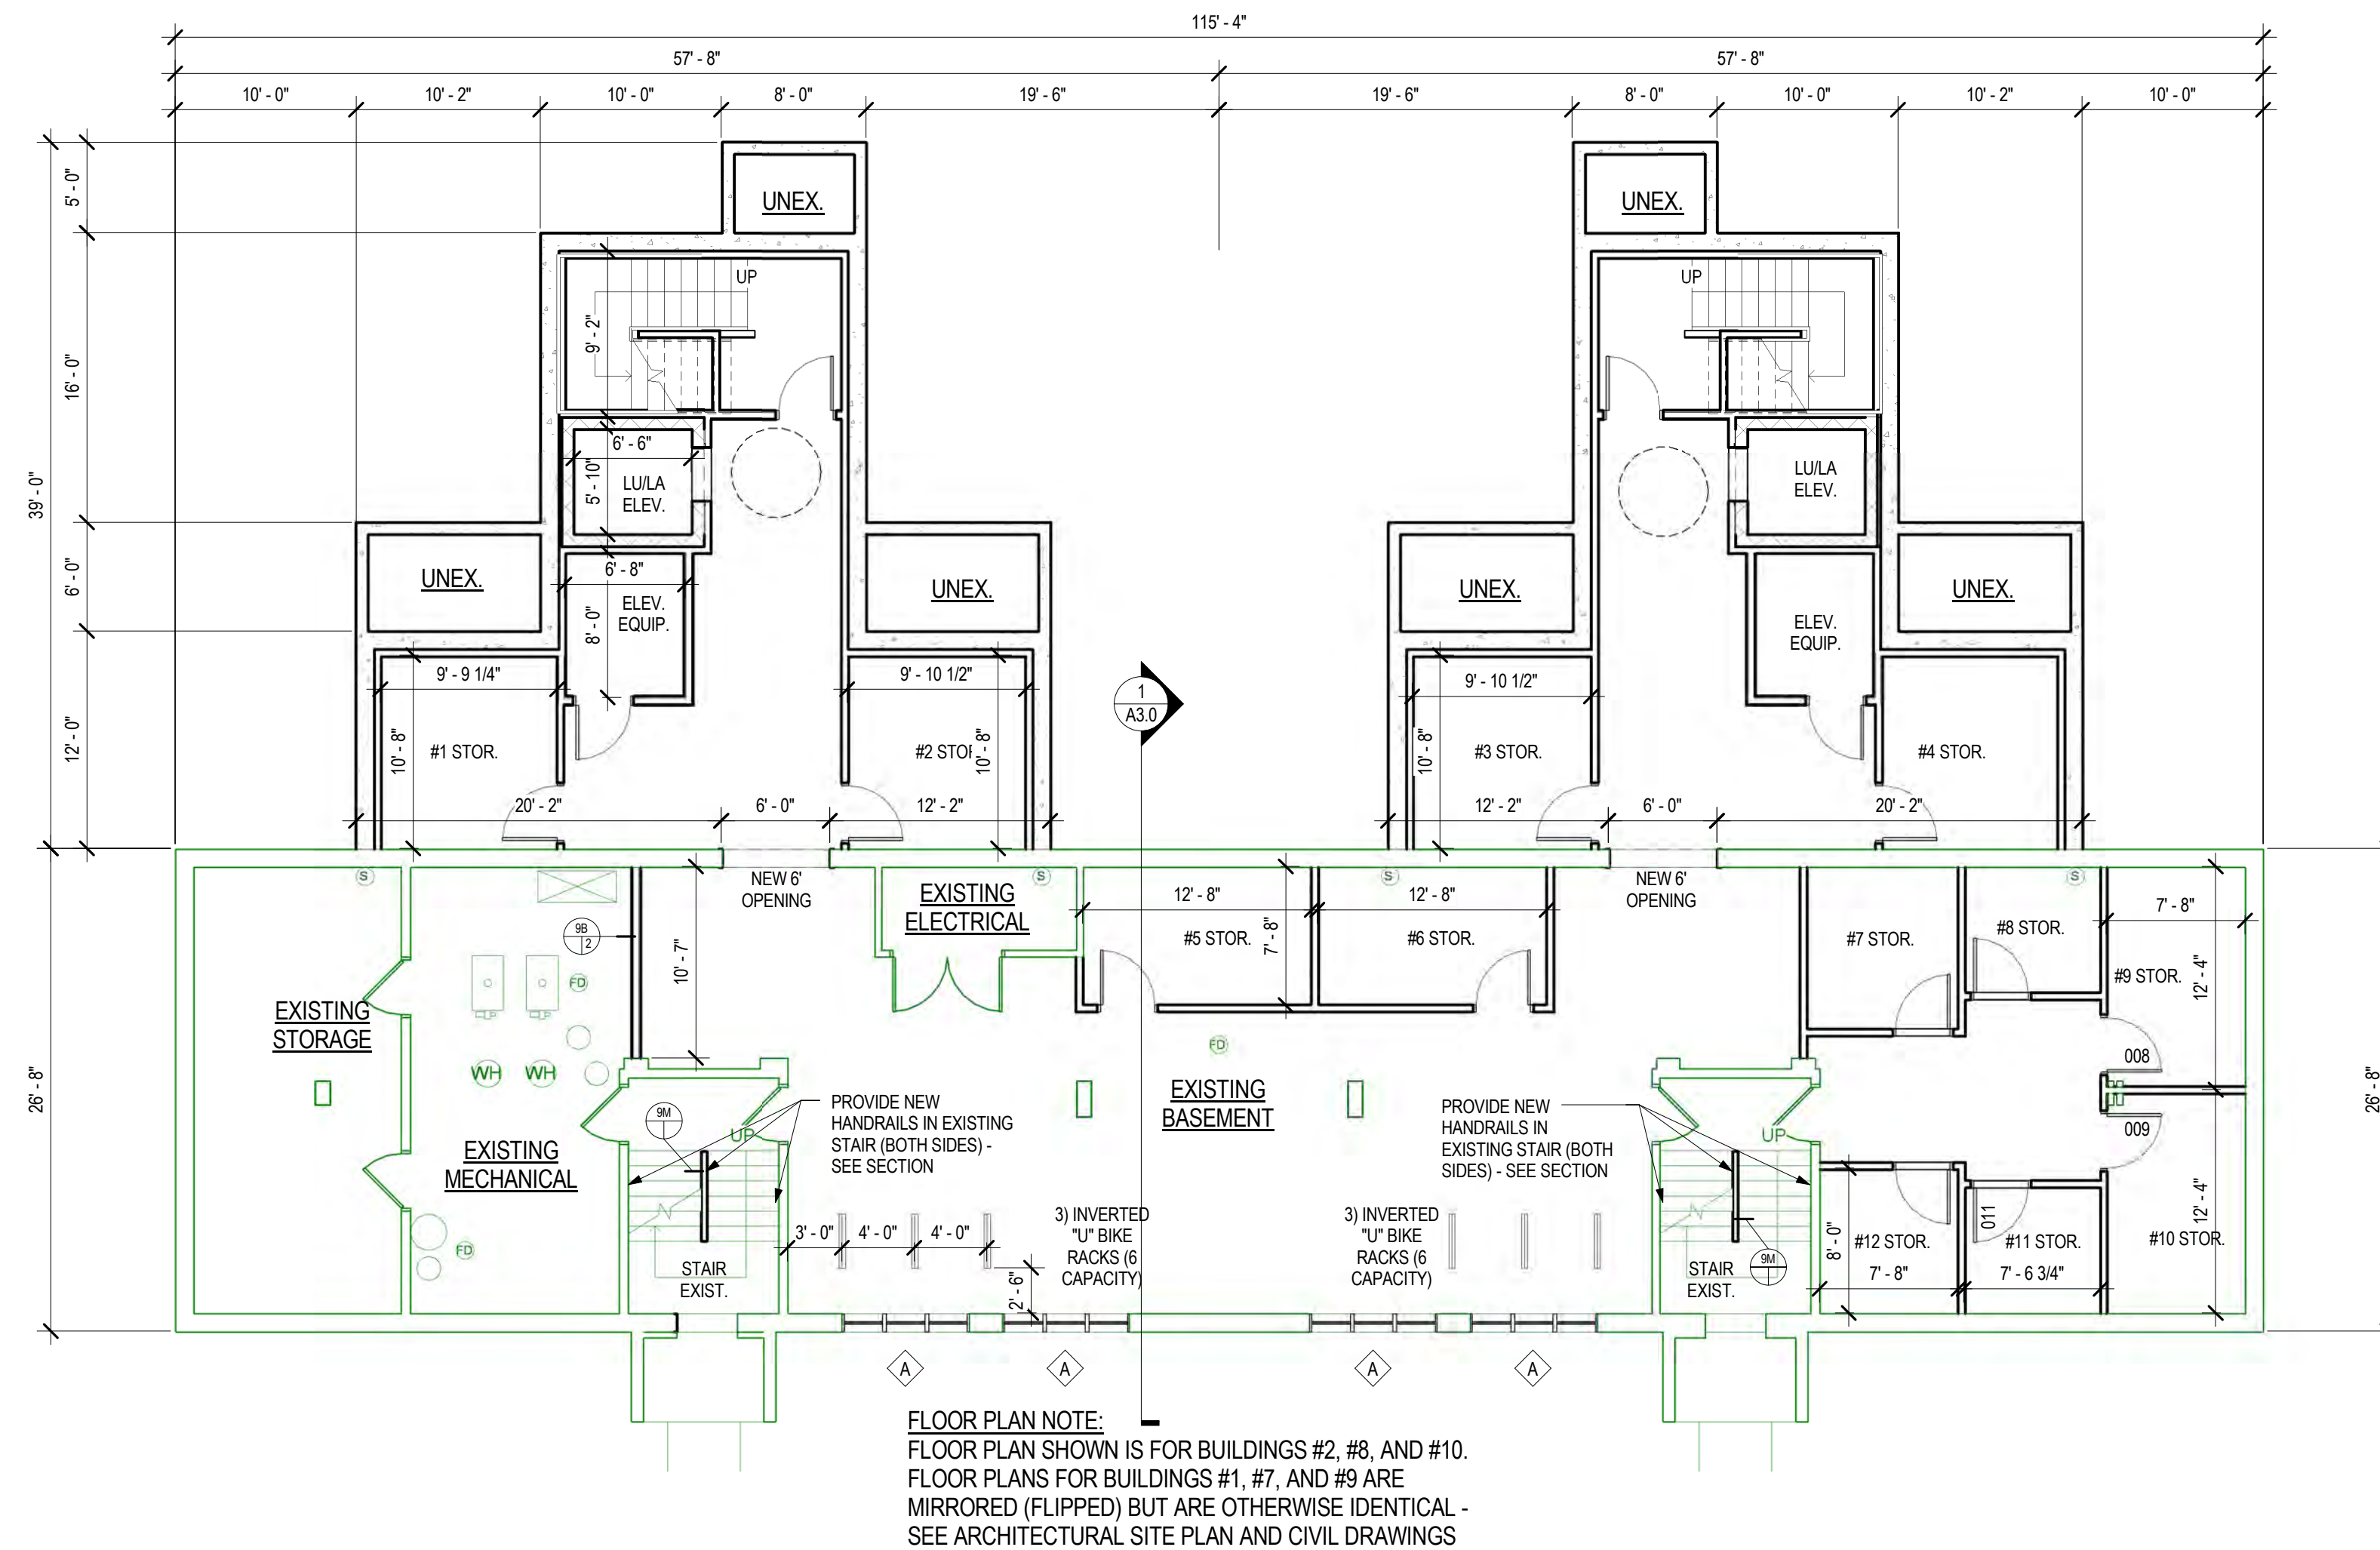 115' - 4"
57' - 8"
57' - 8"
10' - 0"
10' - 2"
10' - 0"
8' - 0"
19' - 6"
19' - 6"
8' - 0"
10' - 0"
10' - 2"
10' - 0"
39' - 0"
5' - 0"
16' - 0"
6' - 0"
12' - 0"
26' - 8"
26' - 8"
UNEX.
UP
9' - 2"
6' - 6"
5' - 10"
LU/LA
ELEV.
UNEX.
6' - 8"
8' - 0"
ELEV.
EQUIP.
UNEX.
9' - 9 1/4"
10' - 8"
#1 STOR.
9' - 10 1/2"
#2 STOR
10' - 8"
20' - 2"
6' - 0"
12' - 2"
1
A3.0
UNEX.
UP
LU/LA
ELEV.
UNEX.
ELEV.
EQUIP.
UNEX.
9' - 10 1/2"
10' - 8"
#3 STOR.
#4 STOR.
12' - 2"
6' - 0"
20' - 2"
S
NEW 6'
OPENING
EXISTING
ELECTRICAL
S
12' - 8"
7' - 8"
#5 STOR.
12' - 8"
#6 STOR.
S
NEW 6'
OPENING
#7 STOR.
#8 STOR.
S
7' - 8"
#9 STOR.
12' - 4"
9B
2
10' - 7"
FD
EXISTING
STORAGE
WH
WH
FD
EXISTING
BASEMENT
008
009
9M
UP
PROVIDE NEW
HANDRAILS IN EXISTING
STAIR (BOTH SIDES) -
SEE SECTION
PROVIDE NEW
HANDRAILS IN
EXISTING STAIR (BOTH
SIDES) - SEE SECTION
UP
EXISTING
MECHANICAL
FD
STAIR
EXIST.
3' - 0"
4' - 0"
4' - 0"
2' - 6"
3) INVERTED
"U" BIKE
RACKS (6
CAPACITY)
3) INVERTED
"U" BIKE
RACKS (6
CAPACITY)
STAIR
EXIST.
9M
8' - 0"
#12 STOR.
7' - 8"
011
#11 STOR.
7' - 6 3/4"
12' - 4"
#10 STOR.
A
A
A
A
FLOOR PLAN NOTE:
FLOOR PLAN SHOWN IS FOR BUILDINGS #2, #8, AND #10.
FLOOR PLANS FOR BUILDINGS #1, #7, AND #9 ARE
MIRRORED (FLIPPED) BUT ARE OTHERWISE IDENTICAL -
SEE ARCHITECTURAL SITE PLAN AND CIVIL DRAWINGS